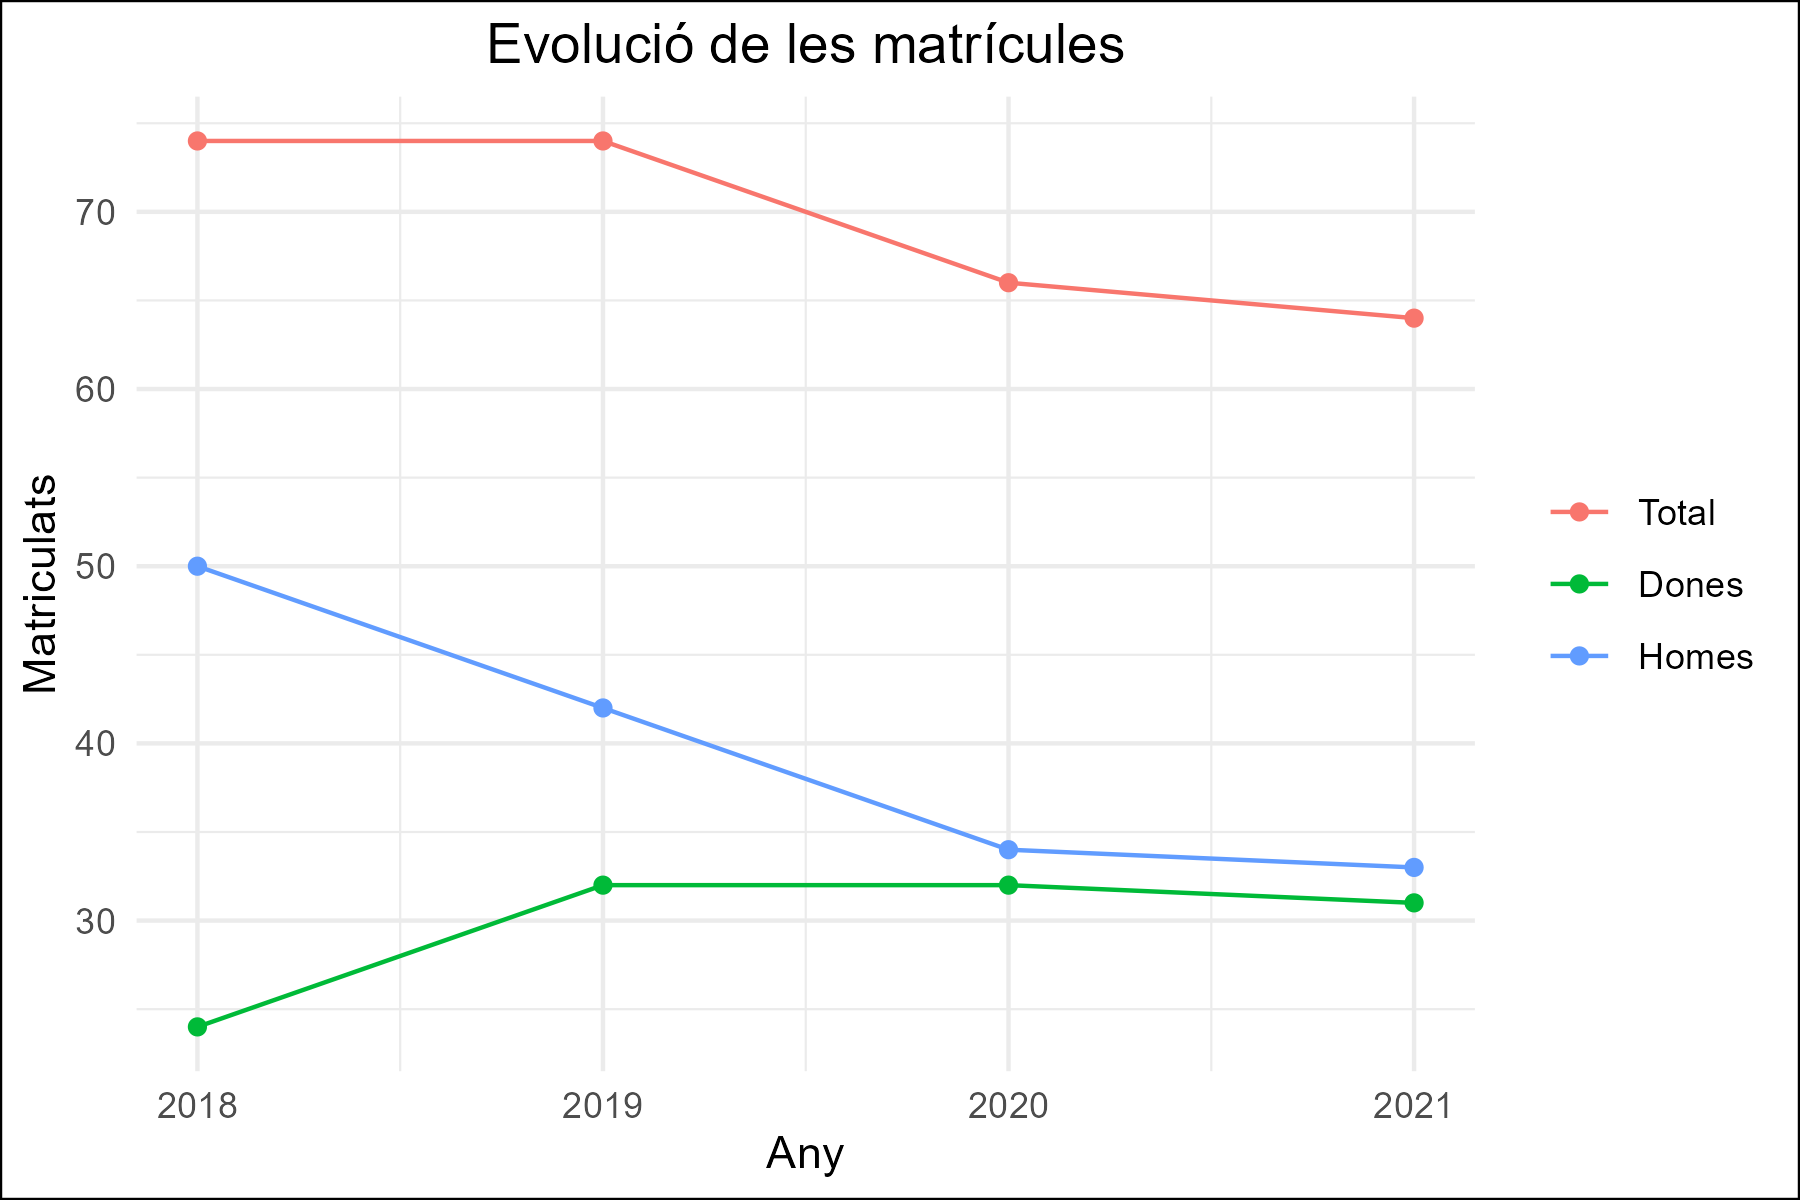 Evolució de les matrícules
Matriculats
70
60
50
40
30
2018
2019
2020
2021
Any
Total
Dones
Homes